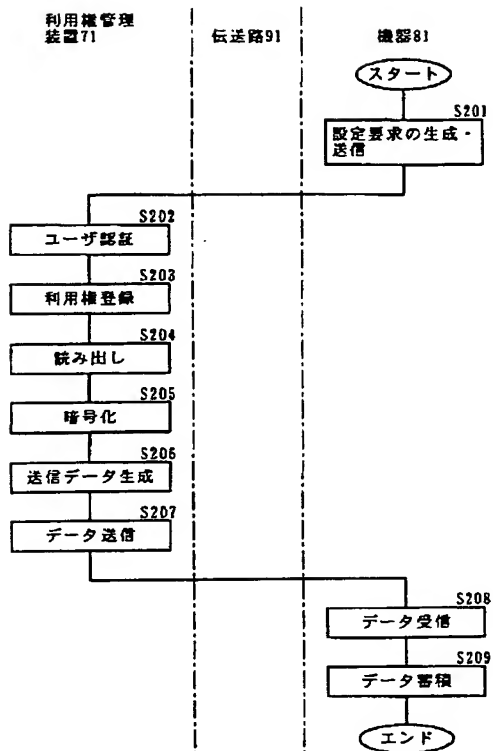 利用権管理
装置71
伝送路91
機器81
スタート
S201
設定要求の生成・
送信
S202
ユーザ認証
S203
利用権登録
S204
読み出し
S205
暗号化
S206
送信データ生成
S207
データ送信
S208
データ受信
S209
データ蓄積
エンド